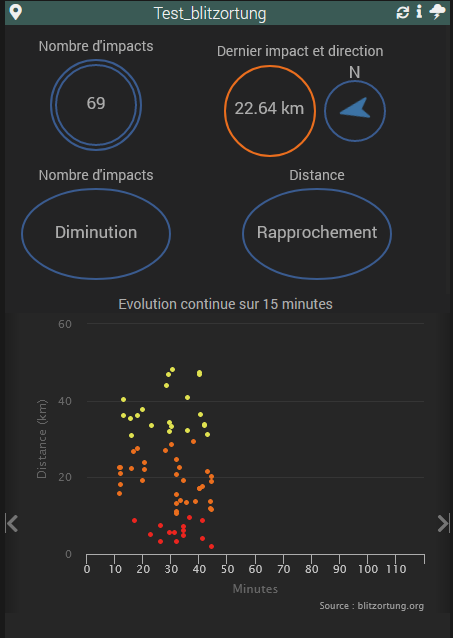 Test_blitzortung
Nombre d'impacts
Dernier impact et direction
69
22.64 km
N
Nombre d'impacts
Distance
Diminution
Rapprochement
Evolution continue sur 15 minutes
60
40
20
0
Distance (km)
0 10 20 30 40 50 60 70 80 90 100 110
Minutes
Source : blitzortung.org